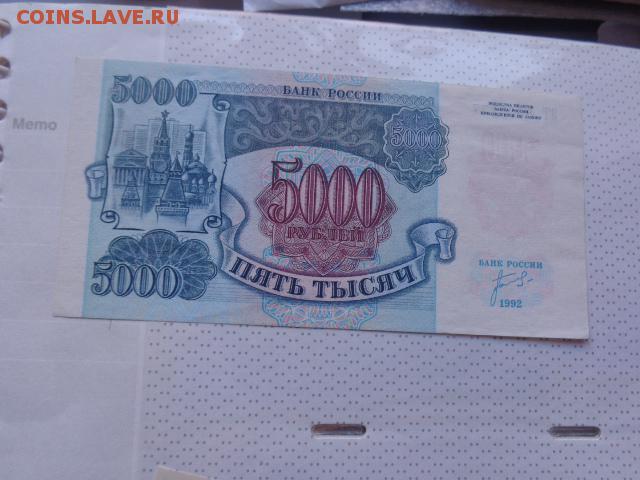 COINS.LAVE.RU
Memo
5000
БАНК РОССИИ
5000
5000
РУБЛЕЙ
ПЯТЬ ТЫСЯЧ
5000
БАНК РОССИИ
1992